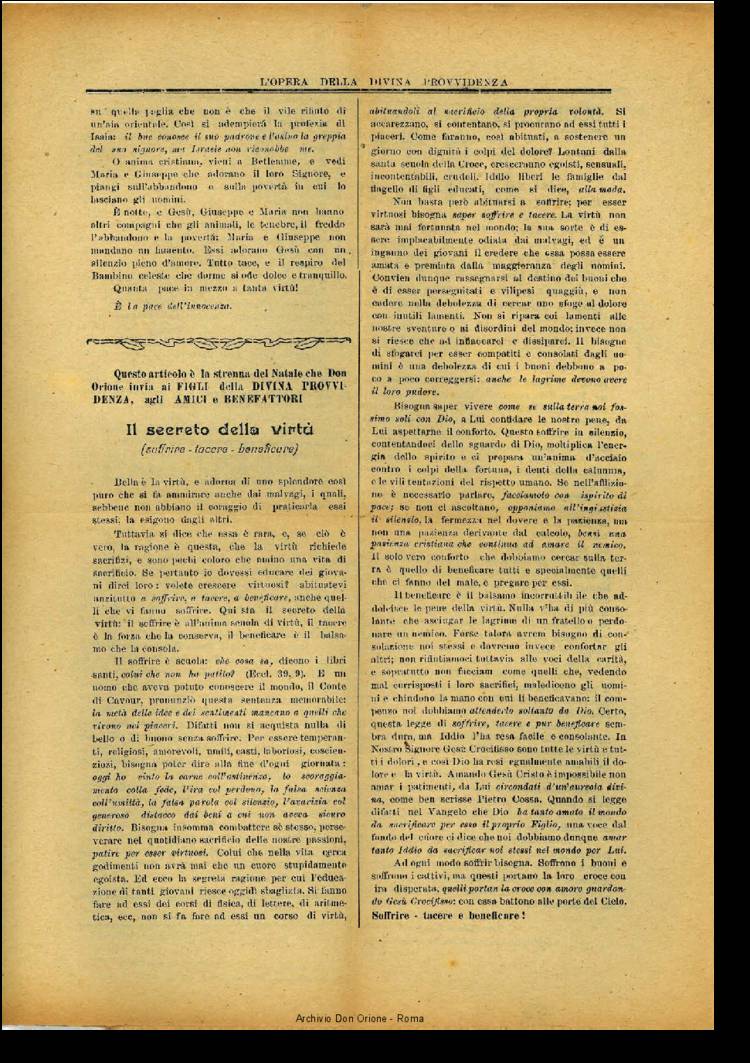 L'OPERA DELLA DIVINA PROVVIDENZA
su quella paglia che non è che il vile rifiuto di
un'aia orientale. Così si adempierà la profezia di
Isaia: il bue conosce il suo padrone e l'asino la greppia
del suo signore, ma Israele non riconobbe me.
O anima cristiana, vieni a Betlemme, e vedi
Maria e Giuseppe che adorano il loro Signore, e
piangi sull'abbandono e sulla povertà in cui lo
lasciano gli uomini.
È notte, e Gesù, Giuseppe e Maria non hanno
altri compagni che gli animali, le tenebre, il freddo
l'abbandono e la povertà: Maria e Giuseppe non
mandano un lamento. Essi adorano Gesù con un
silenzio pieno d'amore. Tutto tace, e il respiro del
Bambino celeste che dorme si ode dolce e tranquillo.
Quanta pace in mezzo a tanta virtù!
È la pace dell'innocenza.
Questo articolo è la strenna del Natale che Don
Orione invia ai FIGLI della DIVINA PROVVI-
DENZA, agli AMICI e BENEFATTORI
Il secreto della virtù
(soffrire - tacere - beneficare)
Bella è la virtù, e adorna di uno splendore così
puro che si fa ammirare anche dai malvagi, i quali,
sebbene non abbiano il coraggio di praticarla essi
stessi, la esigono dagli altri.
Tuttavia si dice che essa è rara, e, se ciò è
vero, la ragione è questa, che la virtù richiede
sacrifizi, e sono pochi coloro che amino una vita di
sacrificio. Se pertanto io dovessi educare dei giova-
ni direi loro: volete crescere virtuosi? abituatevi
anzitutto a soffrire, a tacere, a beneficare, anche quel-
li che vi fanno soffrire. Qui sta il secreto della
virtù: il soffrire è all'anima scuola di virtù, il tacere
è la forza che la conserva, il beneficare è il balsa-
mo che la consola.
Il soffrire è scuola: che cosa sa, dicono i libri
santi, colui che non ha patito? (Eccl. 39, 9). E un
uomo che aveva potuto conoscere il mondo, il Conte
di Cavour, pronunziò questa sentenza memorabile:
la metà delle idee e dei sentimenti mancano a quelli che
vivono nei piaceri. Difatti non si acquista nulla di
bello o di buono senza soffrire. Per essere temperan-
ti, religiosi, amorevoli, umili, casti, laboriosi, coscien-
ziosi, bisogna poter dire alla fine d'ogni giornata:
oggi ho vinto la carne coll'astinenza, lo scoraggia-
mento colla fede, l'ira col perdono, la falsa scienza
coll'umiltà, la falsa parola col silenzio, l'avarizia col
generoso distacco dai beni a cui non aveva sicuro
diritto. Bisogna insomma combattere sè stesso, perse-
verare nel quotidiano sacrificio delle nostre passioni,
patire per esser virtuosi. Colui che nella vita cerca
godimenti non avrà mai che un cuore stupidamente
egoista. Ed ecco la segreta ragione per cui l'educa-
zione di tanti giovani riesce oggidì sbagliata. Si fanno
fare ad essi dei corsi di fisica, di lettere, di aritme-
tica, ecc, non si fa fare ad essi un corso di virtù,
abituandoli al sacrificio della propria volontà. Si
accarezzano, si contentano, si procurano ad essi tutti i
piaceri. Come faranno, così abituati, a sostenere un
giorno con dignità i colpi del dolore? Lontani dalla
santa scuola della Croce, cresceranno egoisti, sensuali,
incontentabili, crudeli. Iddio liberi le famiglie dal
flagello di figli educati, come si dice, alla moda.
Non basta però abituarsi a soffrire; per esser
virtuosi bisogna saper soffrire e tacere. La virtù non
sarà mai fortunata nel mondo; la sua sorte è di es-
sere implacabilmente odiata dai malvagi, ed è un
inganno dei giovani il credere che essa possa essere
amata e premiata dalla maggioranza degli uomini.
Convien dunque rassegnarsi al destino dei buoni che
è di esser perseguitati e vilipesi quaggiù, e non
cadere nella debolezza di cercar uno sfogo al dolore
con inutili lamenti. Non si ripara coi lamenti alle
nostre sventure o ai disordini del mondo; invece non
si riesce che ad infiaccarci e dissiparci. Il bisogno
di sfogarci per esser compatiti e consolati dagli uo-
mini è una debolezza di cui i buoni debbono a po-
co a poco correggersi: anche le lagrime devono avere
il loro pudore.
Bisogna saper vivere come se sulla terra noi fos-
simo soli con Dio, a Lui confidare le nostre pene, da
Lui aspettarne il conforto. Questo soffrire in silenzio,
contentandoci dello sguardo di Dio, moltiplica l'ener-
gia dello spirito e ci prepara un'anima d'acciaio
contro i colpi della fortuna, i denti della calunnia,
e le vili tentazioni del rispetto umano. Se nell'afflizio-
ne è necessario parlare, facciamolo con ispirito di
pace; se non ci ascoltano, opponiamo all'ingiustizia
il silenzio, la fermezza nel dovere e la pazienza, ma
non una pazienza derivante dal calcolo, bensì una
pazienza cristiana che continua ad amare il nemico.
Il solo vero conforto che dobbiamo cercar sulla ter-
ra è quello di beneficare tutti e specialmente quelli
che ci fanno del male, e pregare per essi.
Il beneficare è il balsamo incorruttibile che ad-
dolcisce le pene della virtù. Nulla v'ha di più conso-
lante che asciugar le lagrime di un fratello e perdo-
nare un nemico. Forse talora avrem bisogno di con-
solazione noi stessi e dovremo invece confortar gli
altri; non rifiutiamoci tuttavia alle voci della carità,
e sopratutto non facciam come quelli che, vedendo
mal corrisposti i loro sacrifici, maledicono gli uomi-
ni e chiudono la mano con cui li beneficavano: il com-
penso noi dobbiamo attenderlo soltanto da Dio. Certo,
questa legge di soffrire, tacere e pur beneficare sem-
bra dura, ma Iddio l'ha resa facile e consolante. In
Nostro Signore Gesù Crocifisso sono tutte le virtù e tut-
ti i dolori, e così Dio ha resi egualmente amabili il do-
lore e la virtù. Amando Gesù Cristo è impossibile non
amar i patimenti, da Lui circondati d'un'aureola divi-
na, come ben scrisse Pietro Cossa. Quando si legge
difatti nel Vangelo che Dio ha tanto amato il mondo
da sacrificare per esso il proprio Figlio, una voce dal
fondo del cuore ci dice che noi dobbiamo dunque amar
tanto Iddio da sacrificar noi stessi nel mondo per Lui.
Ad ogni modo soffrir bisogna. Soffrono i buoni e
soffrono i cattivi, ma questi portano la loro croce con
ira disperata, quelli portan la croce con amore guardan-
do Gesù Crocifisso: con essa battono alle porte del Cielo.
Soffrire - tacere e beneficare!
Archivio Don Orione - Roma